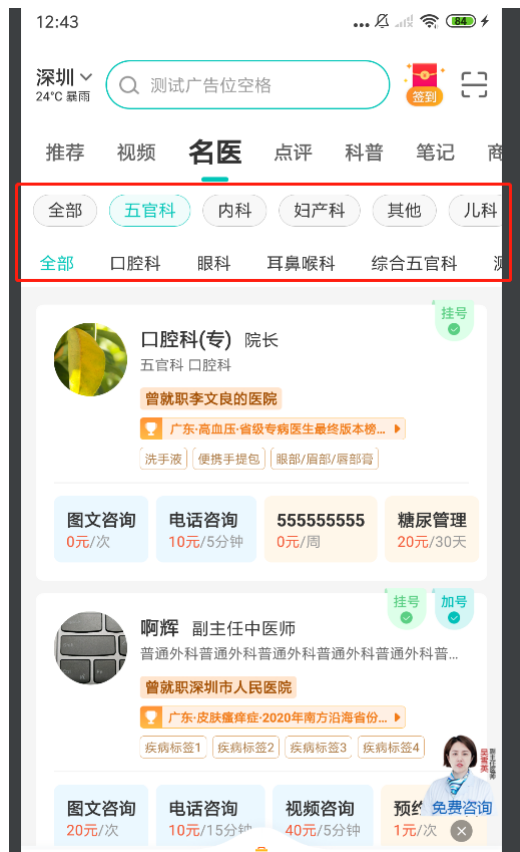 12:43
84
深圳
24°C 暴雨
测试广告位空格
签到
推荐 视频 名医 点评 科普 笔记 商
全部 五官科 内科 妇产科 其他 儿科
全部 口腔科 眼科 耳鼻喉科 综合五官科
挂号
口腔科(专) 院长
五官科 口腔科
曾就职李文良的医院
广东·高血压·省级专病医生最终版本榜...
洗手液 便携手提包 眼部/眉部/唇部膏
图文咨询 电话咨询 555555555 糖尿管理
0元/次 10元/5分钟 0元/周 20元/30天
挂号 加号
啊辉 副主任中医师
普通外科普通外科普通外科普通外科普...
曾就职深圳市人民医院
广东·皮肤瘙痒症·2020年南方沿海省份...
疾病标签1 疾病标签2 疾病标签3 疾病标签4
吴雪英
副主任医师
免费咨询
图文咨询 电话咨询 视频咨询 预约
20元/次 10元/15分钟 40元/5分钟 1元/次